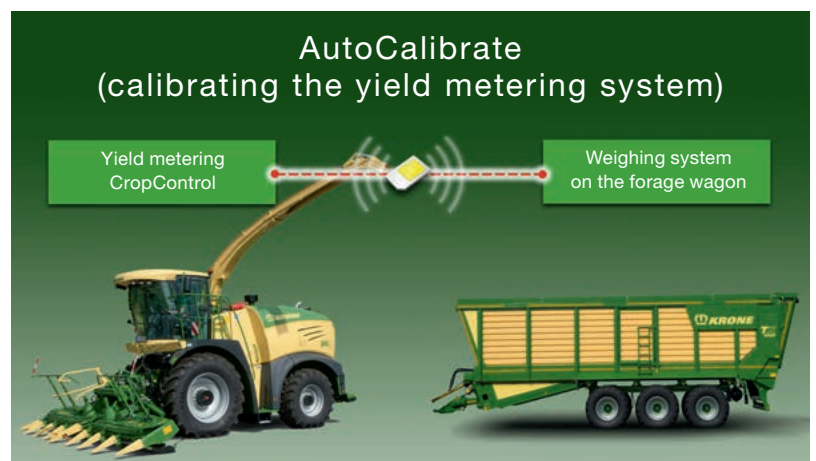 AutoCalibrate
(calibrating the yield metering system)
Yield metering
CropControl
Weighing system
on the forage wagon
KRONE